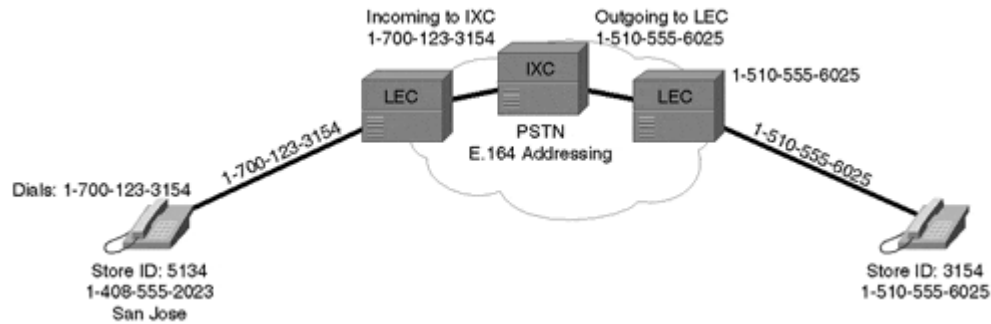 Incoming to IXC
1-700-123-3154
Outgoing to LEC
1-510-555-6025
IXC
LEC
LEC
1-510-555-6025
PSTN
E.164 Addressing
1-700-123-3154
1-510-555-6025
Dials: 1-700-123-3154
Store ID: 5134
1-408-555-2023
San Jose
Store ID: 3154
1-510-555-6025